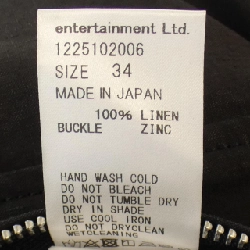 entertainment Ltd.
1225102006
SIZE 34
MADE IN JAPAN
100% LINEN
BUCKLE ZINC
HAND WASH COLD
DO NOT BLEACH
DO NOT TUMBLE DRY
DRY IN SHADE
USE COOL IRON
DO NOT DRYCLEAN
WETCLEANING